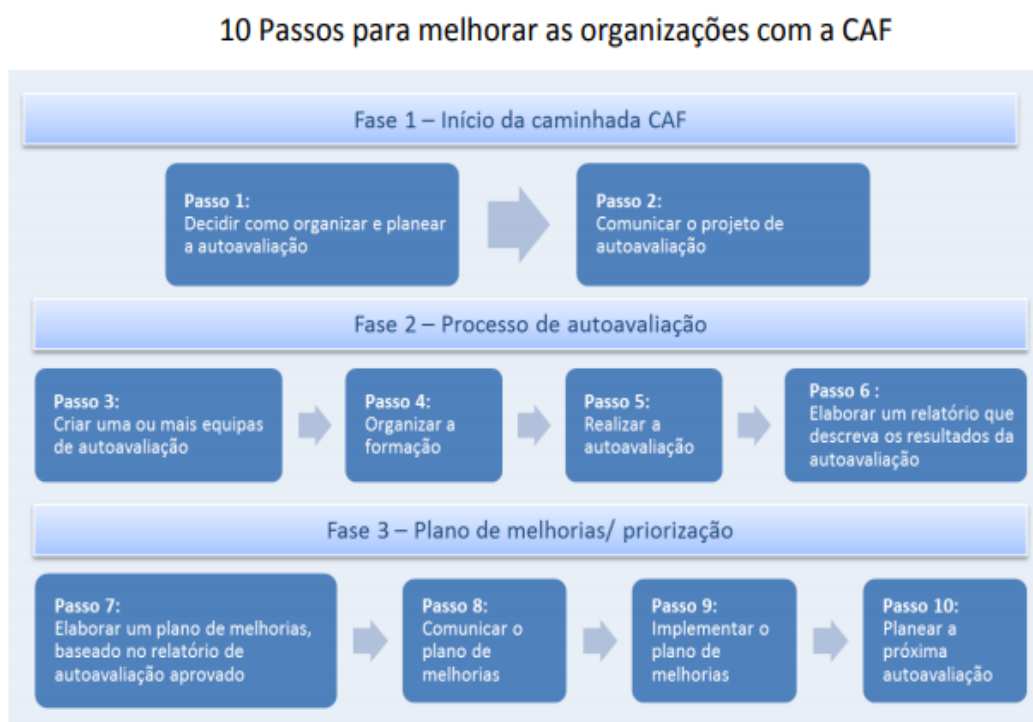 10 Passos para melhorar as organizações com a CAF
Fase 1 – Início da caminhada CAF
Passo 1:
Decidir como organizar e planear
a autoavaliação
Passo 2:
Comunicar o projeto de
autoavaliação
Fase 2 – Processo de autoavaliação
Passo 3:
Criar uma ou mais equipas
de autoavaliação
Passo 4:
Organizar a
formação
Passo 5:
Realizar a
autoavaliação
Passo 6 :
Elaborar um relatório que
descreva os resultados da
autoavaliação
Fase 3 – Plano de melhorias/ priorização
Passo 7:
Elaborar um plano de melhorias,
baseado no relatório de
autoavaliação aprovado
Passo 8:
Comunicar o
plano de
melhorias
Passo 9:
Implementar o
plano de
melhorias
Passo 10:
Planear a
próxima
autoavaliação